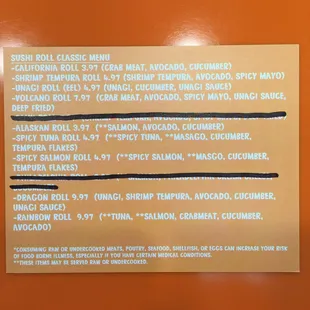 SUSHI ROLL CLASSIC MENU
-CALIFORNIA ROLL 3.97 (CRAB MEAT, AVOCADO, CUCUMBER)
-SHRIMP TEMPURA ROLL 4.97 (SHRIMP TEMPURA, AVOCADO, SPICY MAYO)
-UNAGI ROLL (EEL) 4.97 (UNAGI, CUCUMBER, UNAGI SAUCE)
-VOLCANO ROLL 7.97 (CRAB MEAT, AVOCADO, SPICY MAYO, UNAGI SAUCE,
DEEP FRIED)
-ALASKAN ROLL 3.97 (**SALMON, AVOCADO, CUCUMBER)
-SPICY TUNA ROLL 4.97 (**SPICY TUNA, **MASAGO, CUCUMBER,
TEMPURA FLAKES)
-SPICY SALMON ROLL 4.97 (**SPICY SALMON, **MASGO, CUCUMBER,
TEMPURA FLAKES)
-DRAGON ROLL 9.97 (UNAGI, SHRIMP TEMPURA, AVOCADO, CUCUMBER,
UNAGI SAUCE)
-RAINBOW ROLL 9.97 (**TUNA, **SALMON, CRABMEAT, CUCUMBER,
AVOCADO)
*CONSUMING RAW OR UNDERCOOKED MEATS, POUTRY, SEAFOOD, SHELLFISH, OR EGGS CAN INCREASE YOUR RISK
OF FOOD BORNE ILLNESS, ESPECIALLY IF YOU HAVE CERTAIN MEDICAL CONDITIONS.
**THESE ITEMS MAY BE SERVED RAW OR UNDERCOOKED.